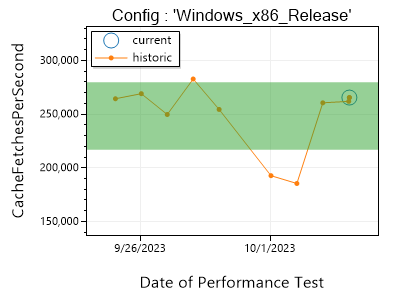 Config : 'Windows_x86_Release'
current
historic
300,000
250,000
200,000
150,000
CacheFetchesPerSecond
9/26/2023
10/1/2023
Date of Performance Test